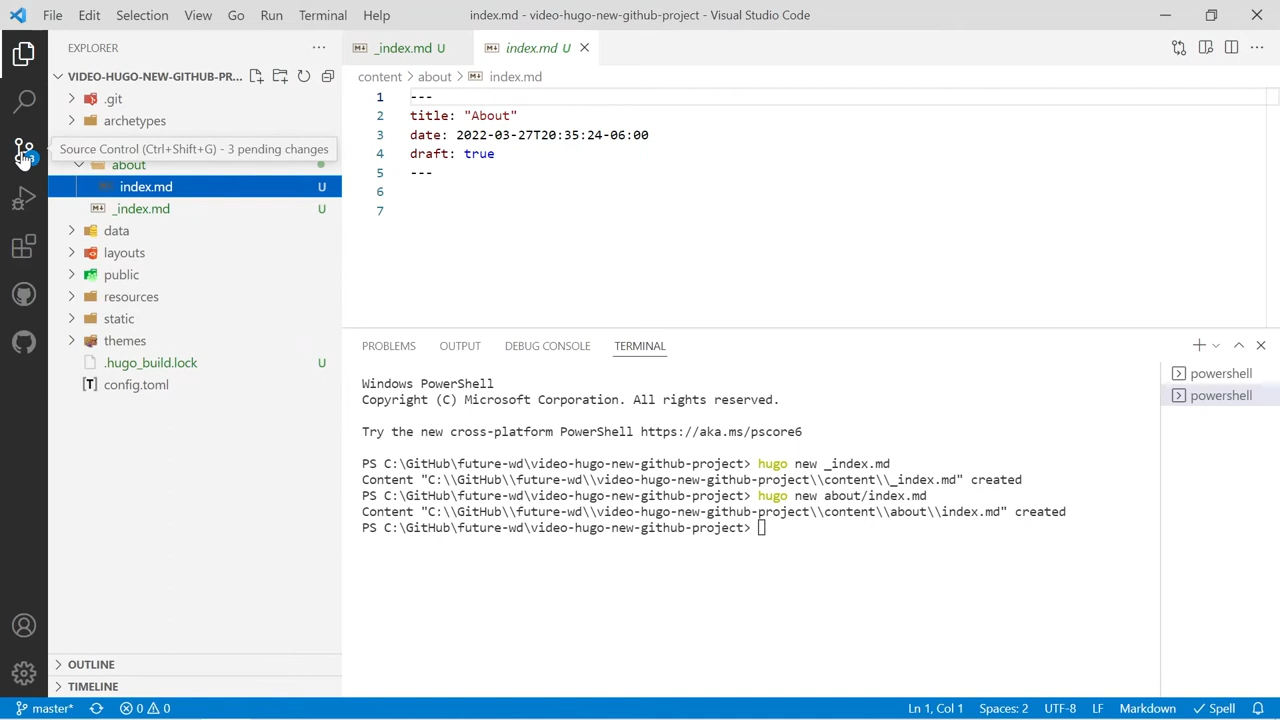 File Edit Selection View Go Run Terminal Help index.md - video-hugo-new-github-project - Visual Studio Code
EXPLORER
VIDEO-HUGO-NEW-GITHUB-PR...
.git
archetypes
Source Control (Ctrl+Shift+G) - 3 pending changes
about
index.md U
_index.md U
data
layouts
public
resources
static
themes
.hugo_build.lock U
config.toml
OUTLINE
TIMELINE
_index.md U index.md U
content > about > index.md
1 ---
2 title: "About"
3 date: 2022-03-27T20:35:24-06:00
4 draft: true
5 ---
6
7
PROBLEMS OUTPUT DEBUG CONSOLE TERMINAL
Windows PowerShell
Copyright (C) Microsoft Corporation. All rights reserved.
Try the new cross-platform PowerShell https://aka.ms/pscore6
PS C:\GitHub\future-wd\video-hugo-new-github-project> hugo new _index.md
Content "C:\\GitHub\\future-wd\\video-hugo-new-github-project\\content\\_index.md" created
PS C:\GitHub\future-wd\video-hugo-new-github-project> hugo new about/index.md
Content "C:\\GitHub\\future-wd\\video-hugo-new-github-project\\content\\about\\index.md" created
PS C:\GitHub\future-wd\video-hugo-new-github-project>
powershell
powershell
master* 0 0 Ln 1, Col 1 Spaces: 2 UTF-8 LF Markdown Spell